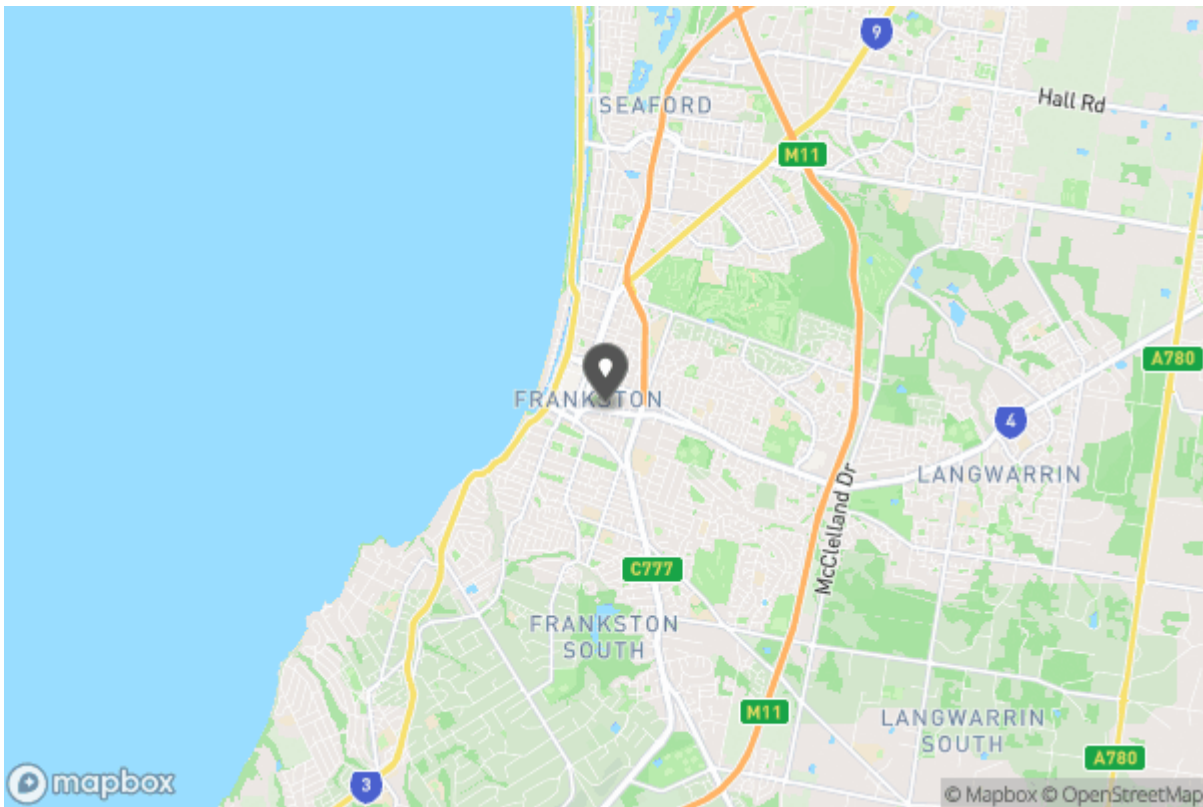 9
SEAFORD
Hall Rd
M11
A780
FRANKSTON
4
LANGWARRIN
McClelland Dr
C777
FRANKSTON
SOUTH
M11
LANGWARRIN
SOUTH
A780
3
mapbox
© Mapbox © OpenStreetMap